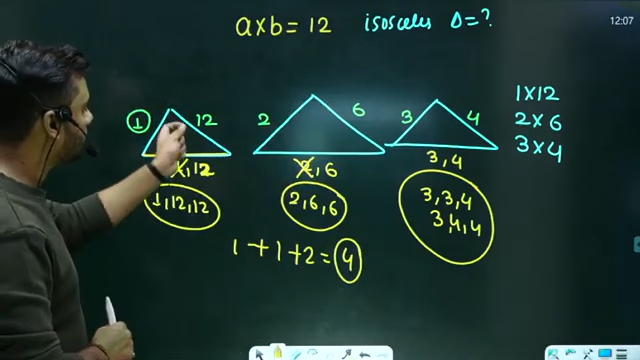 a×b = 12 isosceles Δ = ?
12:07
1×12
2×6
3×4
1 12 2 6 3 4
1,12 2,6 3,4
1,12,12 2,6,6 3,3,4
3,4,4
1+1+2=4